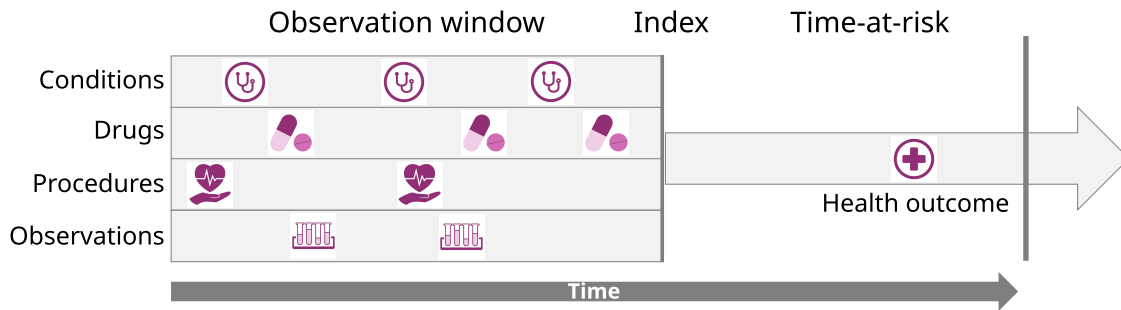 Observation window
Index
Time-at-risk
Conditions
Drugs
Procedures
Observations
Health outcome
Time